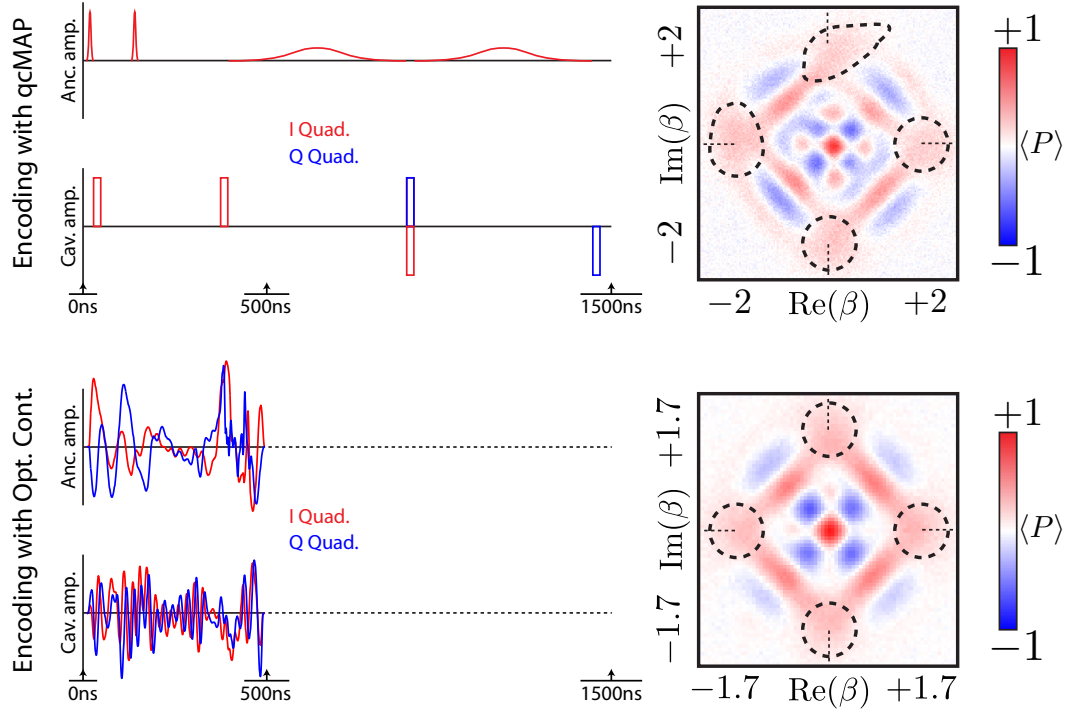 Encoding with qcMAP
Anc. amp.
I Quad.
Q Quad.
Cav. amp.
0ns
500ns
1500ns
+2
Im(β)
−2
−2
Re(β)
+2
+1
⟨P⟩
−1
Encoding with Opt. Cont.
Anc. amp.
I Quad.
Q Quad.
Cav. amp.
0ns
500ns
1500ns
+1.7
Im(β)
−1.7
−1.7
Re(β)
+1.7
+1
⟨P⟩
−1